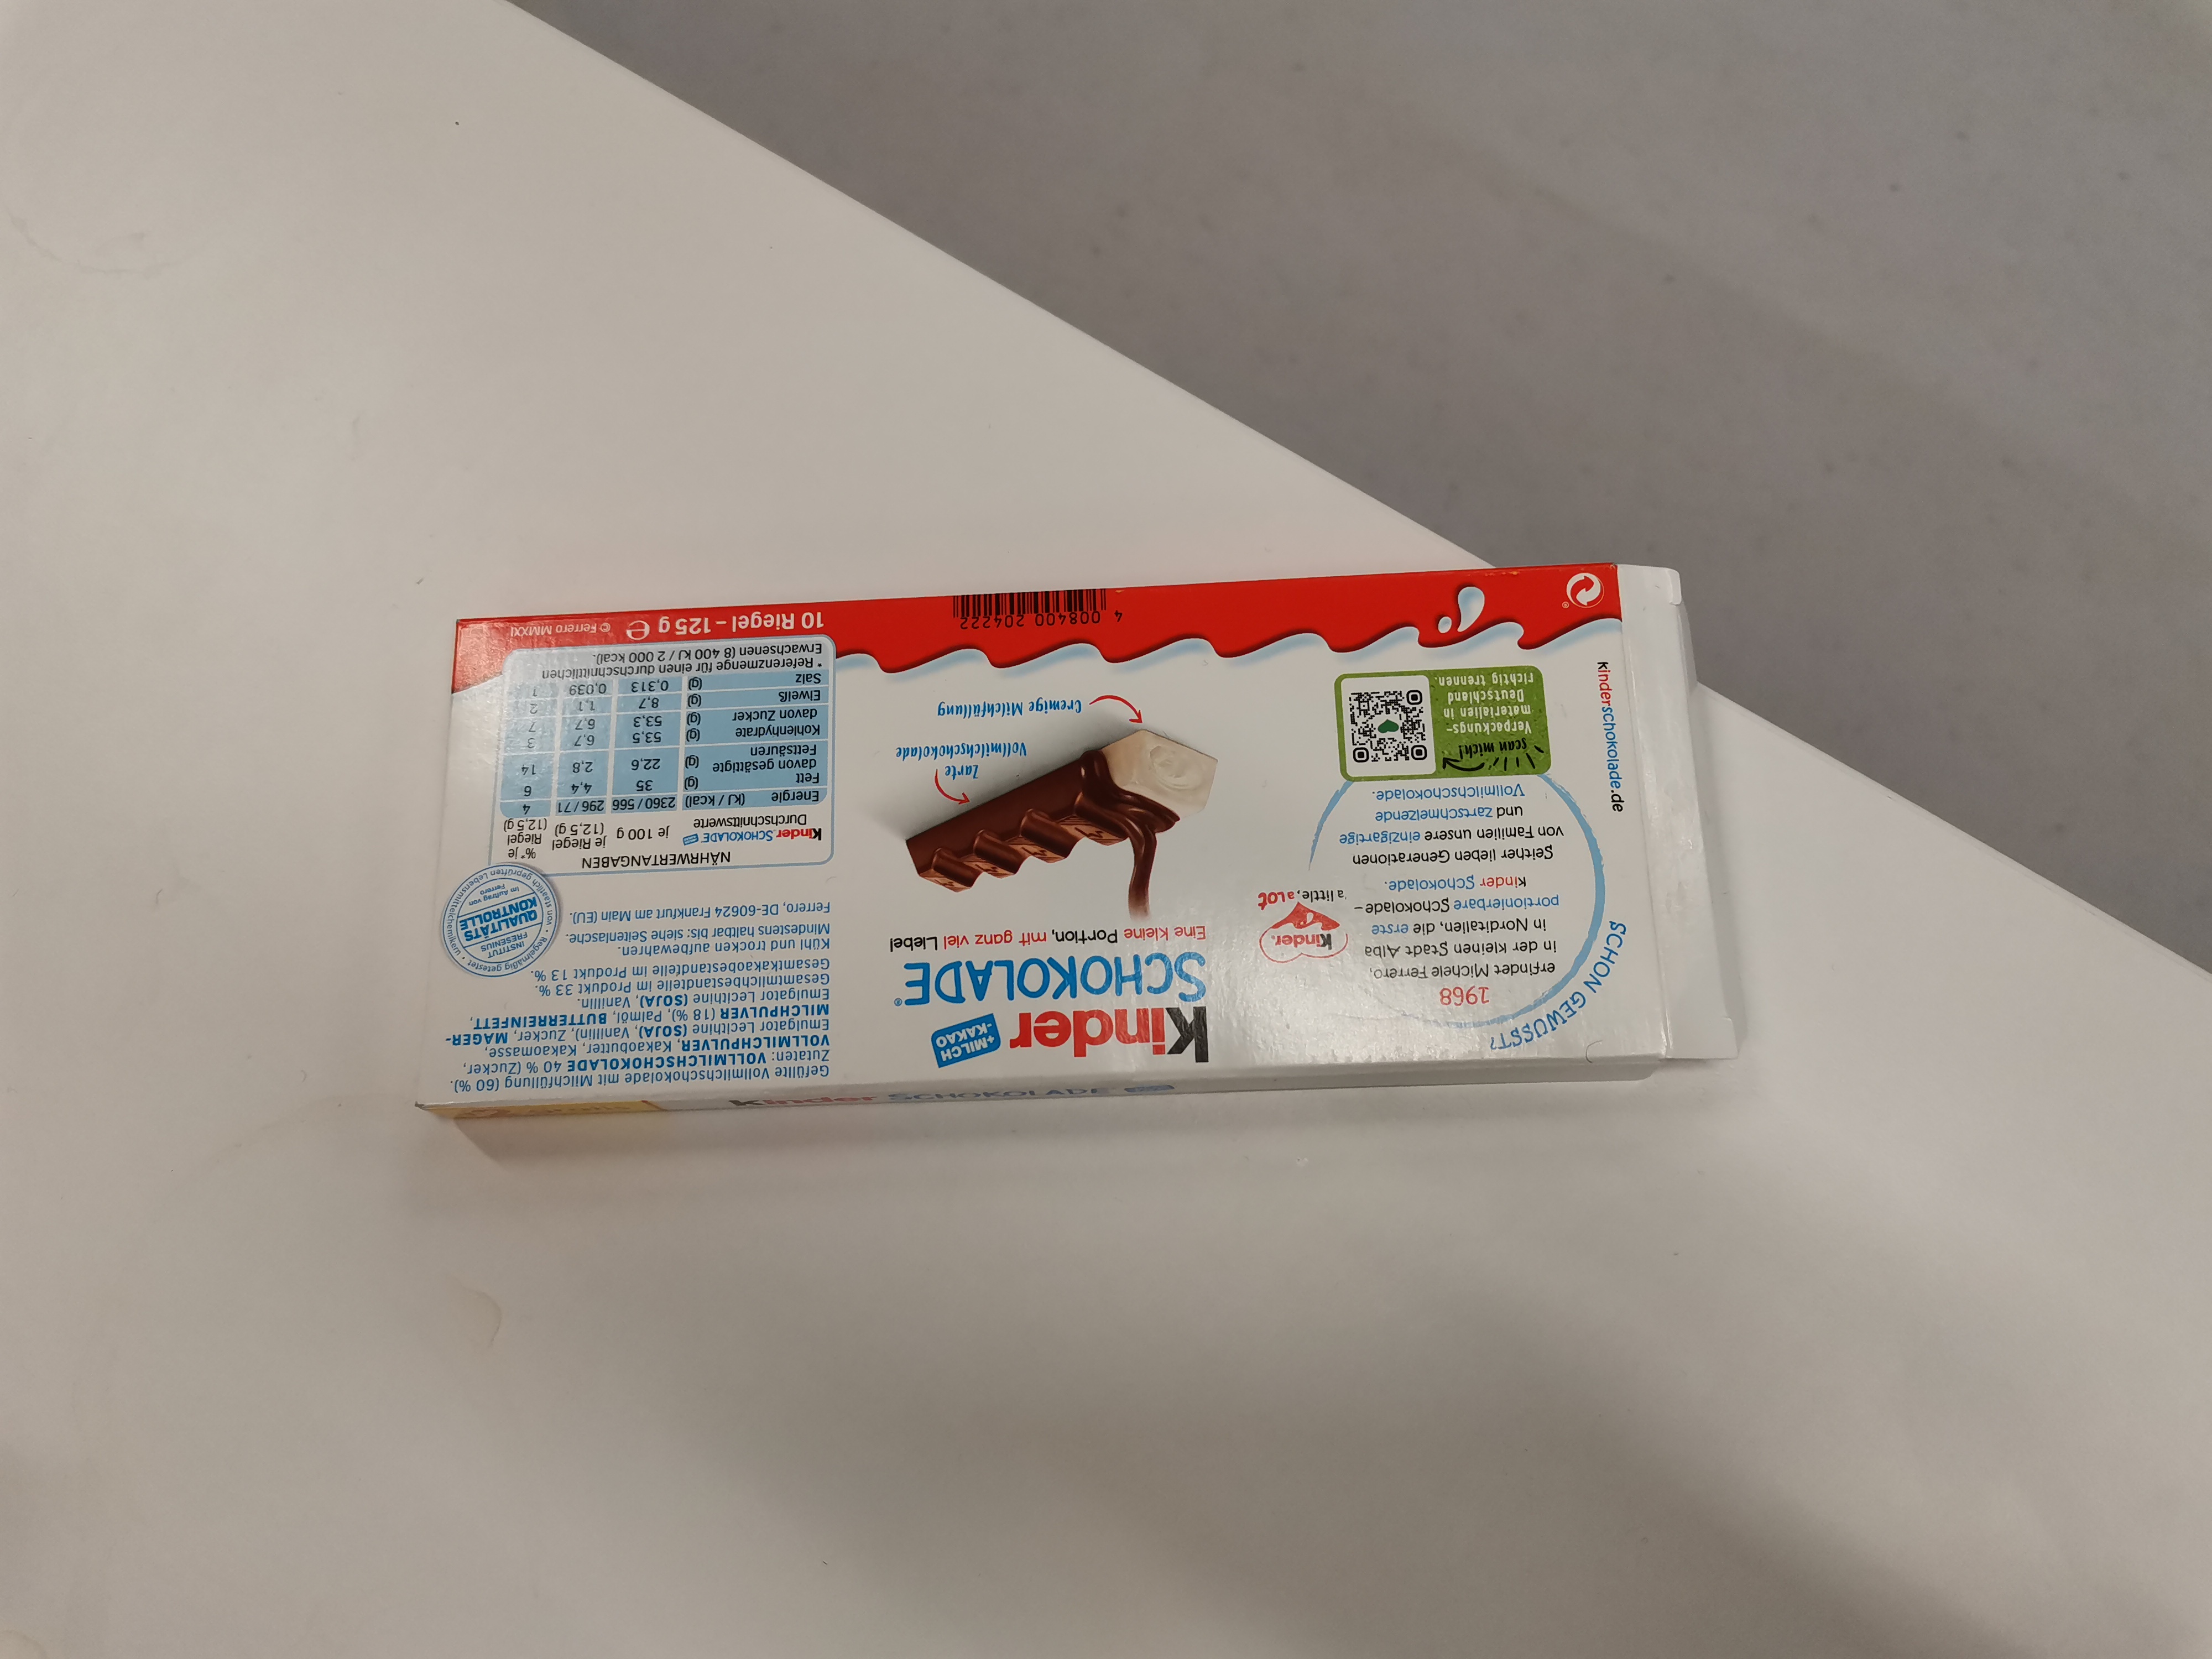 Gefüllte Vollmilchschokolade mit Milchfüllung (60 %).
Zutaten: VOLLMILCHSCHOKOLADE 40 % (Zucker,
VOLLMILCHPULVER, Kakaobutter, Kakaomasse,
Emulgator Lecithine (SOJA), Vanillin), Zucker, MAGER-
MILCHPULVER (18 %), Palmöl, BUTTERREINFETT,
Emulgator Lecithine (SOJA), Vanillin.
Gesamtmilchbestandteile im Produkt 33 %.
Gesamtkakaobestandteile im Produkt 13 %.
Kühl und trocken aufbewahren.
Mindestens haltbar bis: siehe Seitenlasche.
Ferrero, DE-60624 Frankfurt am Main (EU).
Regelmäßig getestet
INSTITUT
FRESENIUS
QUALITÄTS
KONTROLLE
im Auftrag von
Ferrero
NÄHRWERTANGABEN
Kinder SCHOKOLADE
Durchschnittswerte je 100 g je Riegel (12,5 g) %* je Riegel (12,5 g)
Energie (kJ / kcal) 2360 / 566 296 / 71 4
Fett (g) 35 4,4 6
davon gesättigte
Fettsäuren (g) 22,6 2,8 14
Kohlenhydrate (g) 53,5 6,7 3
davon Zucker (g) 53,3 6,7 7
Eiweiß (g) 8,7 1,1 2
Salz (g) 0,313 0,039 1
* Referenzmenge für einen durchschnittlichen
Erwachsenen (8 400 kJ / 2 000 kcal).
10 Riegel – 125 g ℮ © Ferrero MMXXI
Kinder
SCHOKOLADE®
+MILCH
-KAKAO
Eine kleine Portion, mit ganz viel Liebe!
Zarte
Vollmilchschokolade
Cremige Milchfüllung
4 008400 204222
SCHON GEWUSST?
1968
erfindet Michele Ferrero,
in der kleinen Stadt Alba
in Norditalien, die erste
portionierbare Schokolade –
Kinder Schokolade.
Seither lieben Generationen
von Familien unsere einzigartige
und zartschmelzende
Vollmilchschokolade.
Kinder.
a little, a LOT
scan mich!
Verpackungs-
materialien in
Deutschland
richtig trennen.
kinderschokolade.de
Kinder SCHOKOLADE